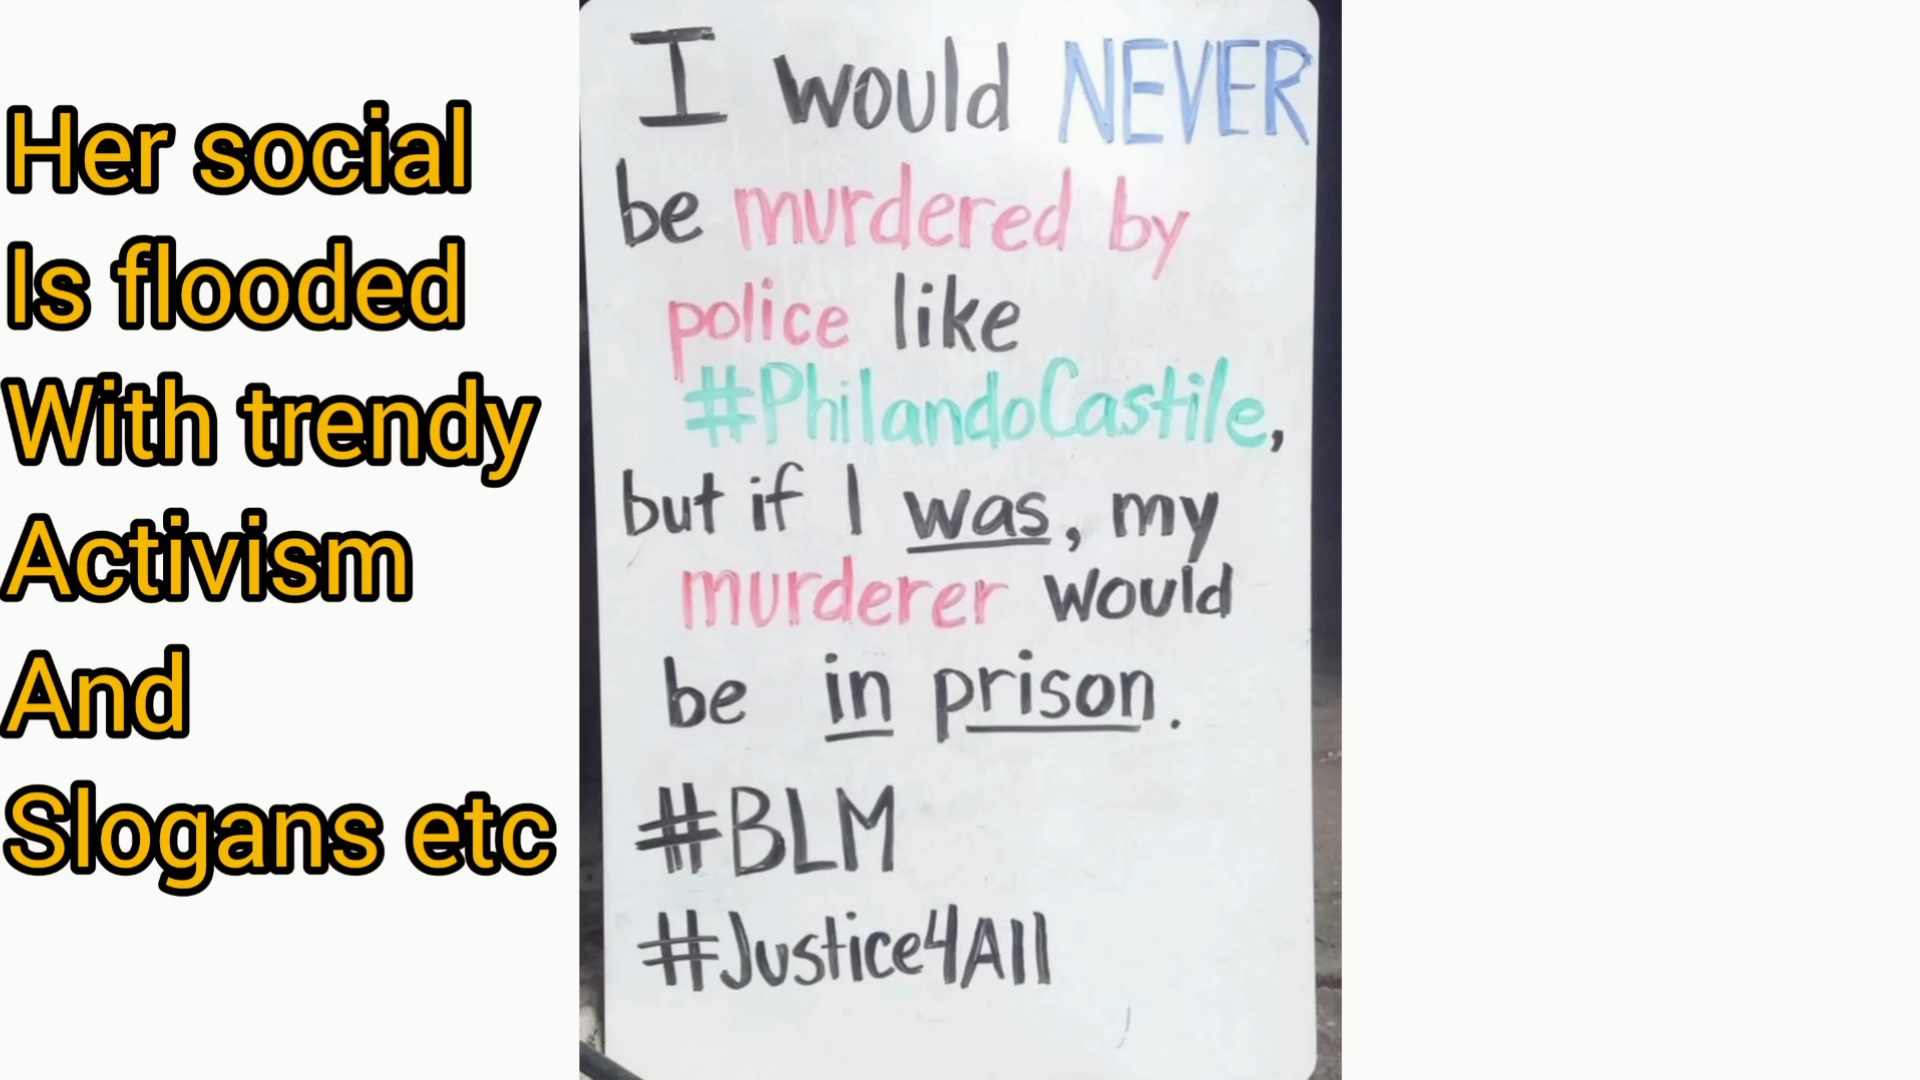 Her social
Is flooded
With trendy
Activism
And
Slogans etc
I would NEVER
be murdered by
police like
#PhilandoCastile,
but if I was, my
murderer would
be in prison.
#BLM
#Justice4All